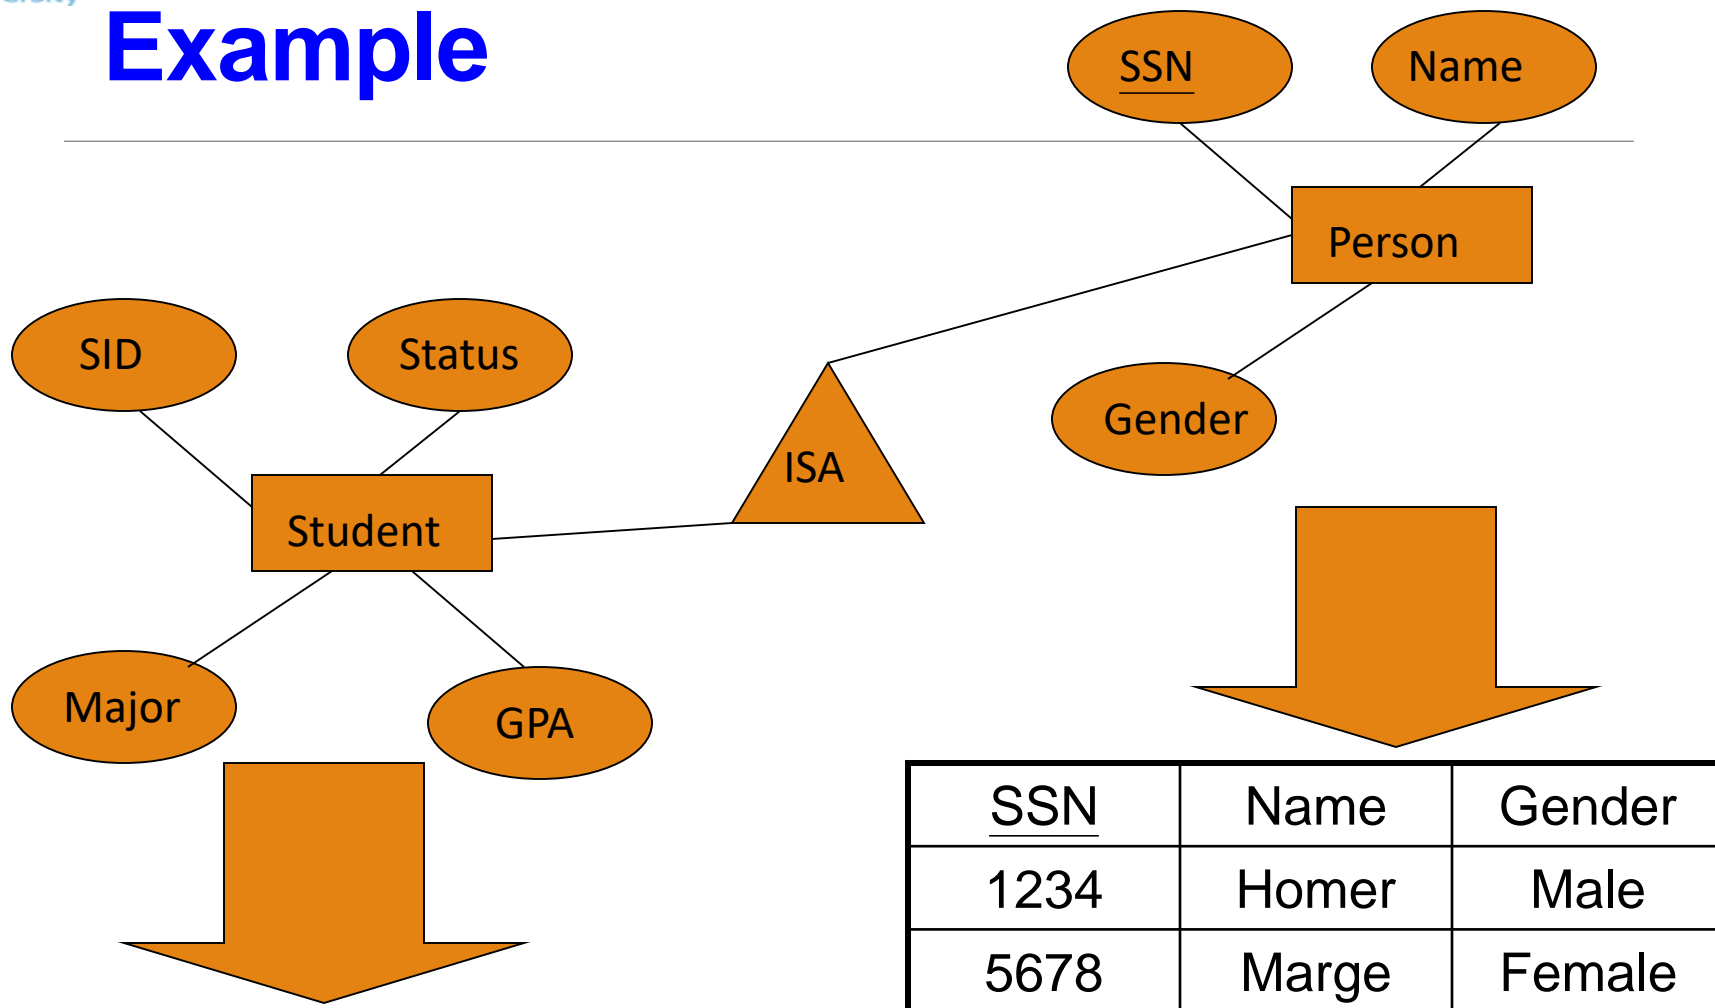 Example
SSN
Name
Person
SID
Status
Gender
ISA
Student
Major
GPA
SSN Name Gender
1234 Homer Male
5678 Marge Female